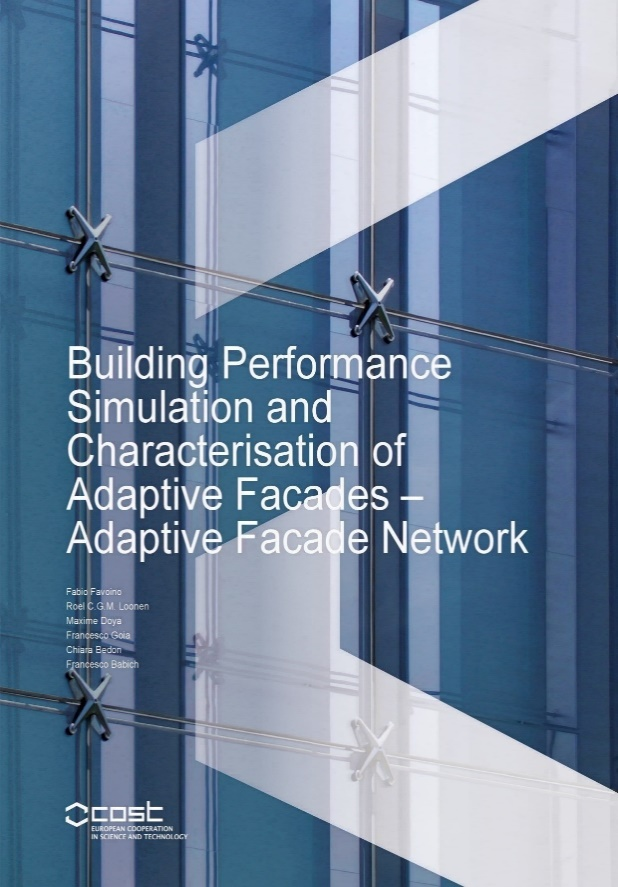 Building Performance
Simulation and
Characterisation of
Adaptive Facades –
Adaptive Facade Network
Fabio Favoino
Roel C.G.M. Loonen
Maxime Doya
Francesco Goia
Chiara Bedon
Francesco Babich
cost
EUROPEAN COOPERATION
IN SCIENCE AND TECHNOLOGY